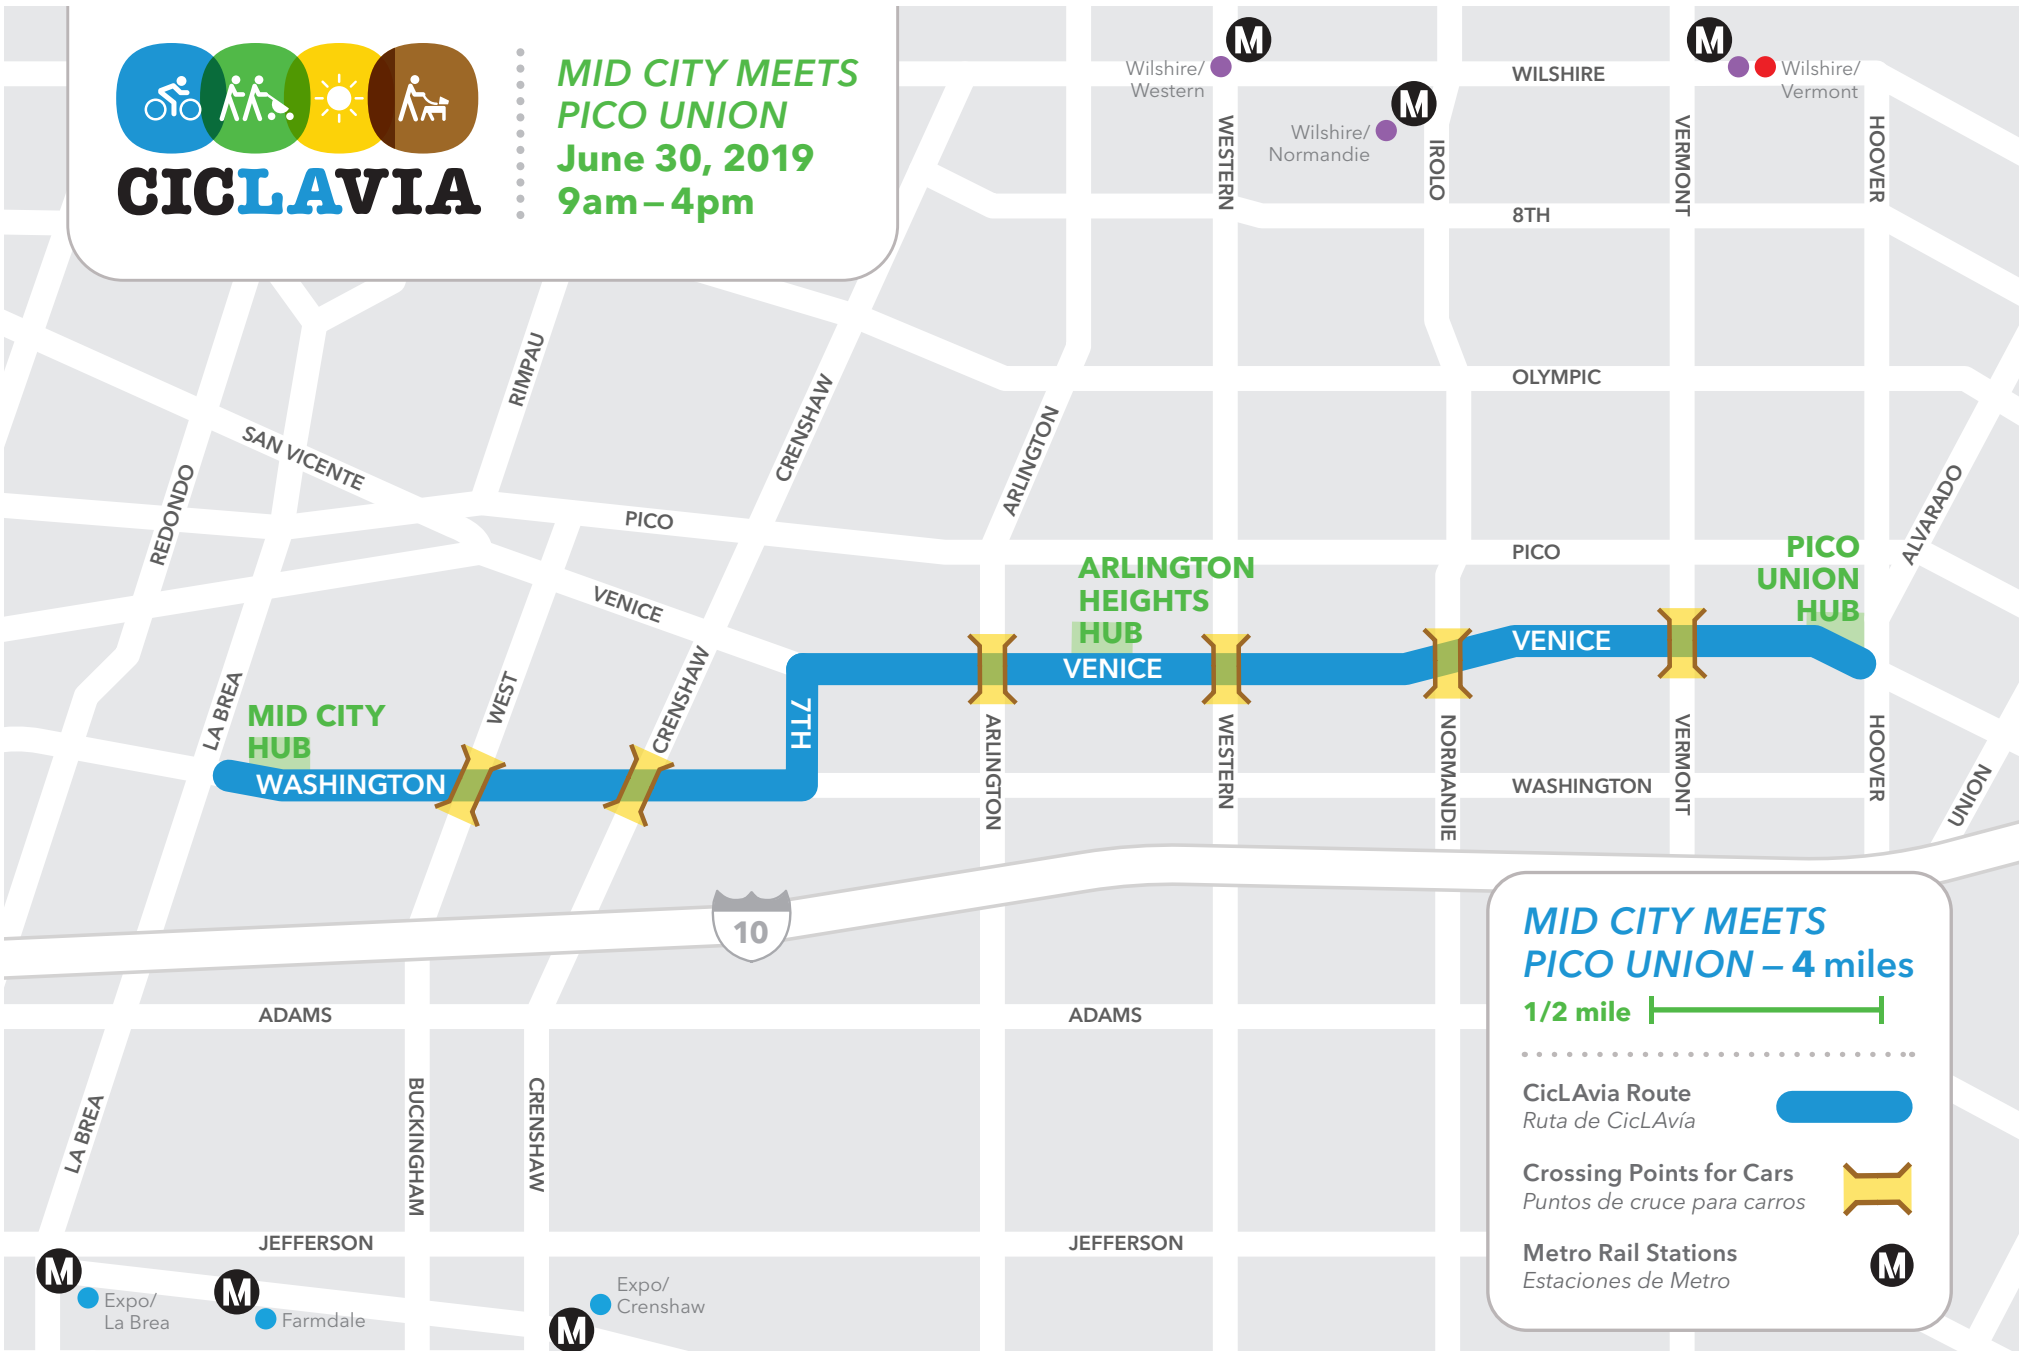 CICLAVIA
MID CITY MEETS
PICO UNION
June 30, 2019
9am – 4pm
M
Wilshire/
Western
M
Wilshire/
Normandie
M
Wilshire/
Vermont
WILSHIRE
WESTERN
IROLO
VERMONT
HOOVER
8TH
OLYMPIC
RIMPAU
CRENSHAW
ARLINGTON
SAN VICENTE
REDONDO
PICO
PICO
ALVARADO
VENICE
ARLINGTON
HEIGHTS
HUB
PICO
UNION
HUB
VENICE
VENICE
LA BREA
MID CITY
HUB
WEST
CRENSHAW
7TH
WASHINGTON
ARLINGTON
WESTERN
NORMANDIE
VERMONT
HOOVER
WASHINGTON
UNION
10
ADAMS
ADAMS
LA BREA
BUCKINGHAM
CRENSHAW
JEFFERSON
JEFFERSON
M
Expo/
La Brea
M
Farmdale
M
Expo/
Crenshaw
MID CITY MEETS
PICO UNION – 4 miles
1/2 mile
CicLAvia Route
Ruta de CicLAvía
Crossing Points for Cars
Puntos de cruce para carros
Metro Rail Stations
Estaciones de Metro
M